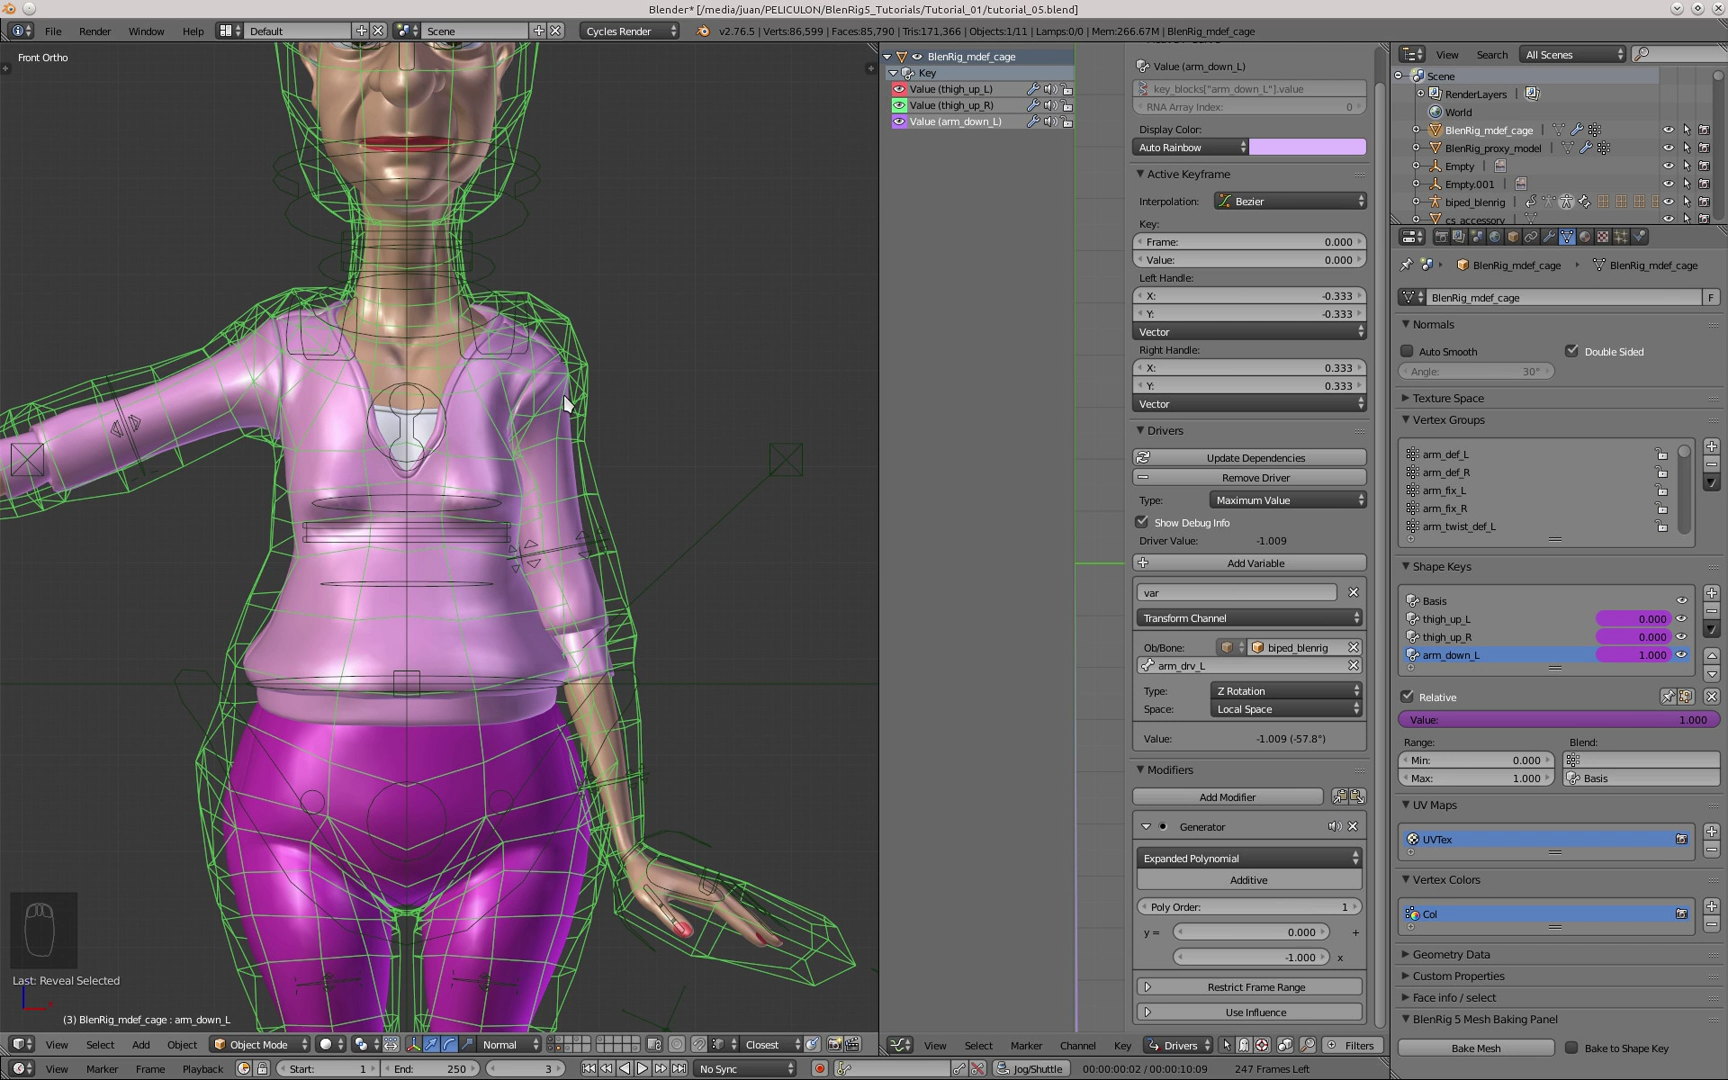 Blender* [/media/juan/PELICULON/BlenRig5_Tutorials/Tutorial_01/tutorial_05.blend]
File Render Window Help Default Scene Cycles Render v2.76.5 | Verts:86,599 | Faces:85,790 | Tris:171,366 | Objects:1/11 | Lamps:0/0 | Mem:266.67M | BlenRig_mdef_cage
Front Ortho
Last: Reveal Selected
(3) BlenRig_mdef_cage : arm_down_L
View Select Add Object Object Mode Normal Closest
View Marker Frame Playback Start: 1 End: 250 3 No Sync Jog/Shuttle 00:00:00:02 / 00:00:10:09 247 Frames Left
BlenRig_mdef_cage
Key
Value (thigh_up_L)
Value (thigh_up_R)
Value (arm_down_L)
Value (arm_down_L)
key_blocks["arm_down_L"].value
RNA Array Index: 0
Display Color:
Auto Rainbow
Active Keyframe
Interpolation: Bezier
Key:
Frame: 0.000
Value: 0.000
Left Handle:
X: -0.333
Y: -0.333
Vector
Right Handle:
X: 0.333
Y: 0.333
Vector
Drivers
Update Dependencies
Remove Driver
Type: Maximum Value
Show Debug Info
Driver Value: -1.009
Add Variable
var
Transform Channel
Ob/Bone: biped_blenrig
arm_drv_L
Type: Z Rotation
Space: Local Space
Value: -1.009 (-57.8°)
Modifiers
Add Modifier
Generator
Expanded Polynomial
Additive
Poly Order: 1
y = 0.000 +
-1.000 x
Restrict Frame Range
Use Influence
View Select Marker Channel Key Drivers Filters
View Search All Scenes
Scene
RenderLayers
World
BlenRig_mdef_cage
BlenRig_proxy_model
Empty
Empty.001
biped_blenrig
cs_accessory
BlenRig_mdef_cage BlenRig_mdef_cage
BlenRig_mdef_cage F
Normals
Auto Smooth Double Sided
Angle: 30°
Texture Space
Vertex Groups
arm_def_L
arm_def_R
arm_fix_L
arm_fix_R
arm_twist_def_L
Shape Keys
Basis
thigh_up_L 0.000
thigh_up_R 0.000
arm_down_L 1.000
Relative
Value: 1.000
Range: Blend:
Min: 0.000
Max: 1.000 Basis
UV Maps
UVTex
Vertex Colors
Col
Geometry Data
Custom Properties
Face info / select
BlenRig 5 Mesh Baking Panel
Bake Mesh Bake to Shape Key